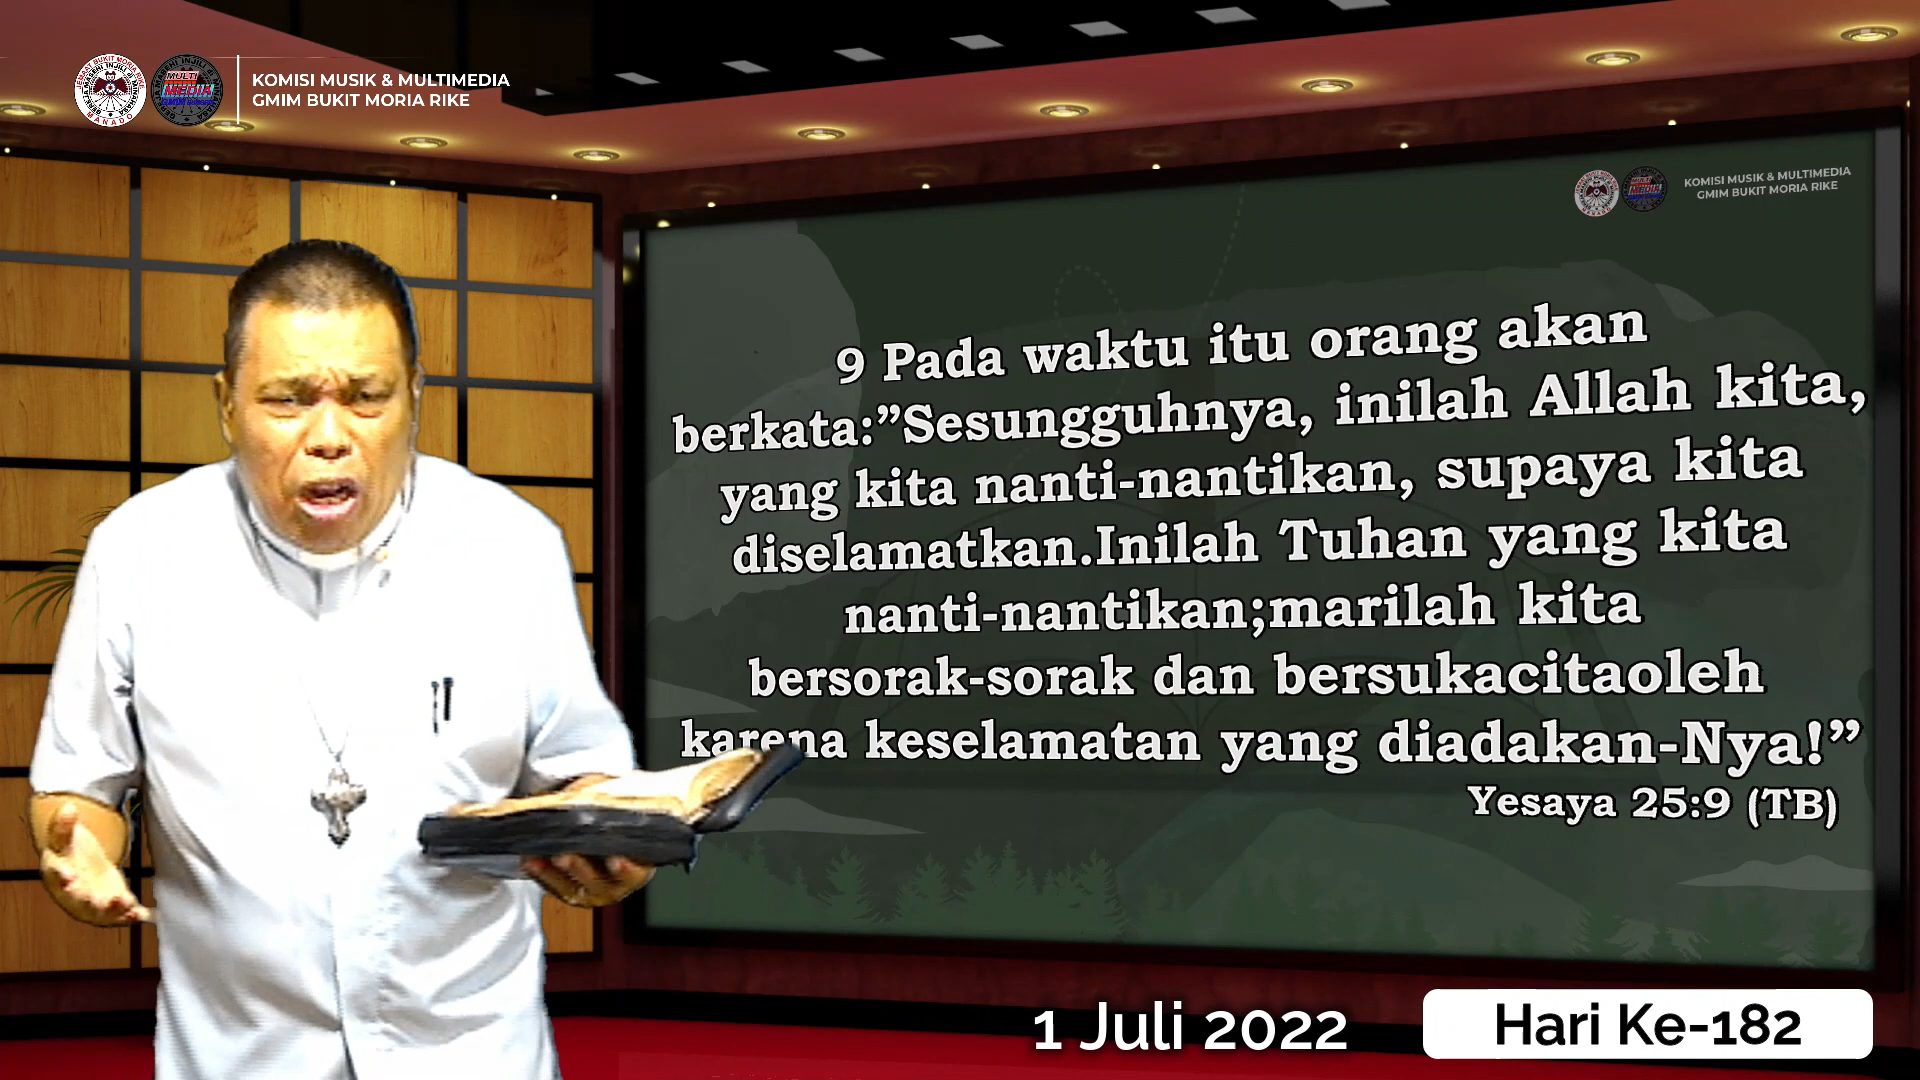 KOMISI MUSIK & MULTIMEDIA
GMIM BUKIT MORIA RIKE
MULTI
MEDIA
MANADO
KOMISI MUSIK & MULTIMEDIA
GMIM BUKIT MORIA RIKE
9 Pada waktu itu orang akan
berkata:”Sesungguhnya, inilah Allah kita,
yang kita nanti-nantikan, supaya kita
diselamatkan.Inilah Tuhan yang kita
nanti-nantikan;marilah kita
bersorak-sorak dan bersukacitaoleh
karena keselamatan yang diadakan-Nya!”
Yesaya 25:9 (TB)
1 Juli 2022
Hari Ke-182